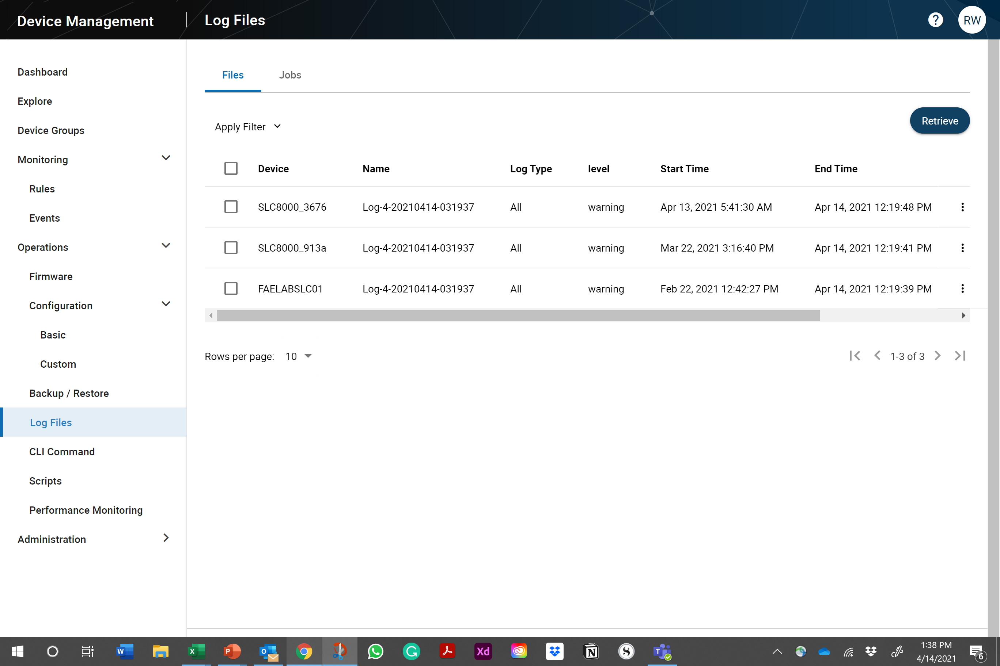 Device Management
Log Files
RW
Dashboard
Explore
Device Groups
Monitoring
Rules
Events
Operations
Firmware
Configuration
Basic
Custom
Backup / Restore
Log Files
CLI Command
Scripts
Performance Monitoring
Administration
Files Jobs
Apply Filter
Retrieve
Device Name Log Type level Start Time End Time
SLC8000_3676 Log-4-20210414-031937 All warning Apr 13, 2021 5:41:30 AM Apr 14, 2021 12:19:48 PM
SLC8000_913a Log-4-20210414-031937 All warning Mar 22, 2021 3:16:40 PM Apr 14, 2021 12:19:41 PM
FAELABSLC01 Log-4-20210414-031937 All warning Feb 22, 2021 12:42:27 PM Apr 14, 2021 12:19:39 PM
Rows per page: 10
1-3 of 3
W X P O G Xd N S T
1:38 PM
4/14/2021
6